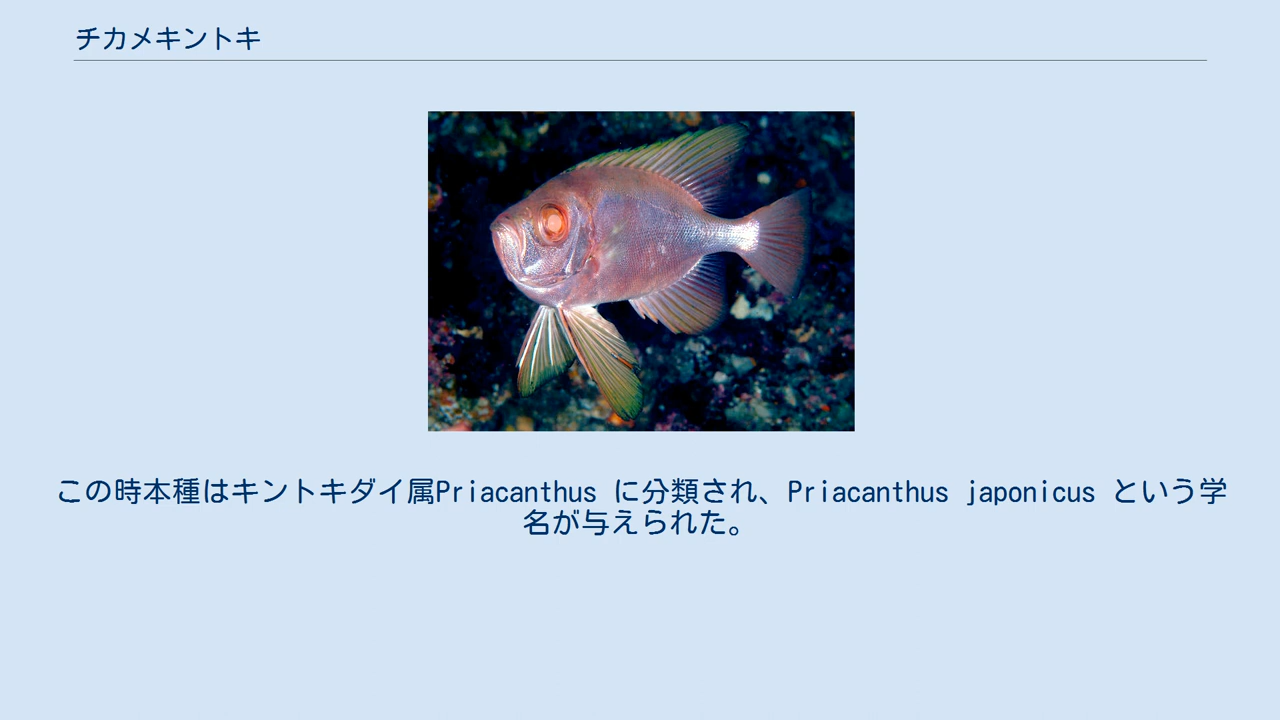 チカメキントキ
この時本種はキントキダイ属Priacanthus に分類され、Priacanthus japonicus という学
名が与えられた。